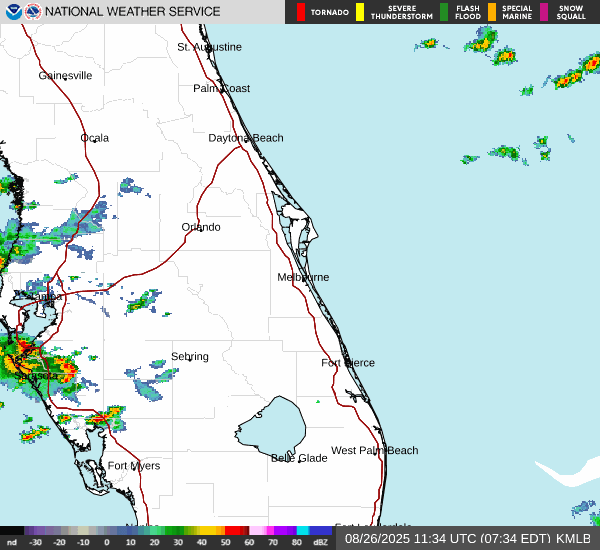 NATIONAL WEATHER SERVICE
TORNADO
SEVERE
THUNDERSTORM
FLASH
FLOOD
SPECIAL
MARINE
SNOW
SQUALL
St. Augustine
Gainesville
Palm Coast
Ocala
Daytona Beach
Orlando
Melbourne
Tampa
Sebring
Fort Pierce
Sarasota
West Palm Beach
Belle Glade
Fort Myers
Fort Lauderdale
nd -30 -20 -10 0 10 20 30 40 50 60 70 80 dBZ
08/26/2025 11:34 UTC (07:34 EDT) KMLB